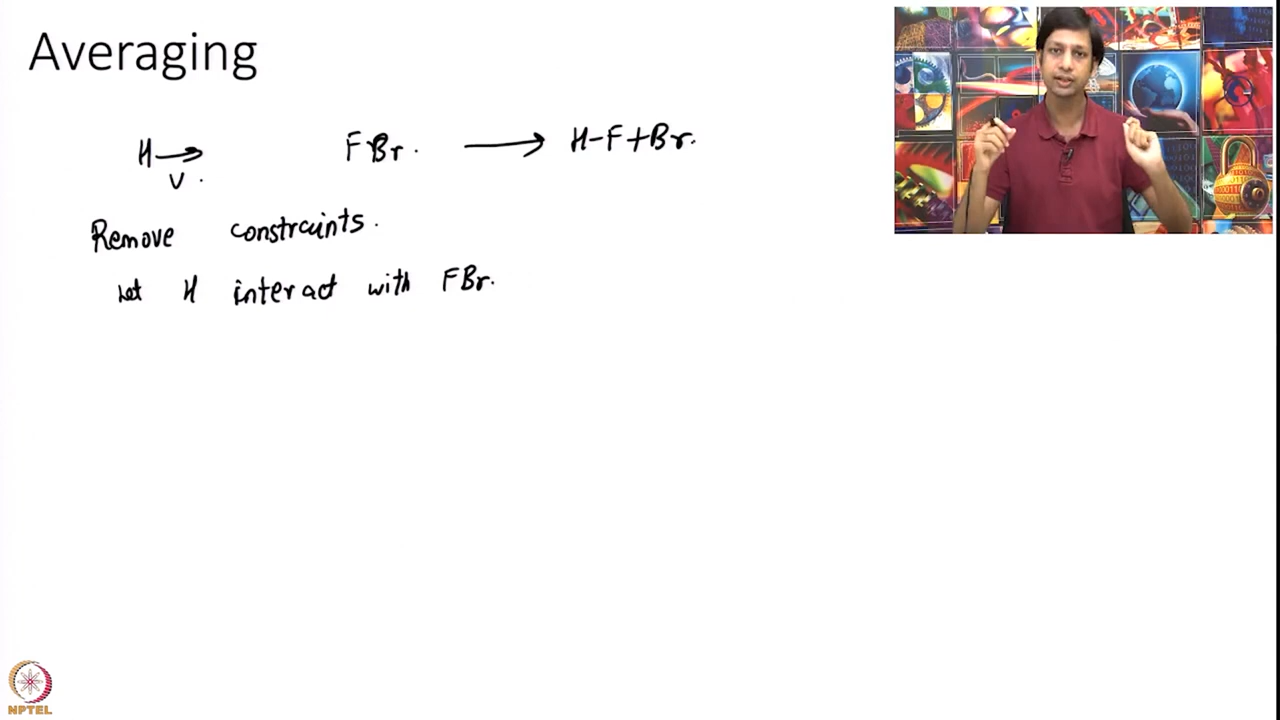 Averaging
H → FBr. → H-F+Br.
V.
Remove constraints.
Let H interact with FBr.
NPTEL